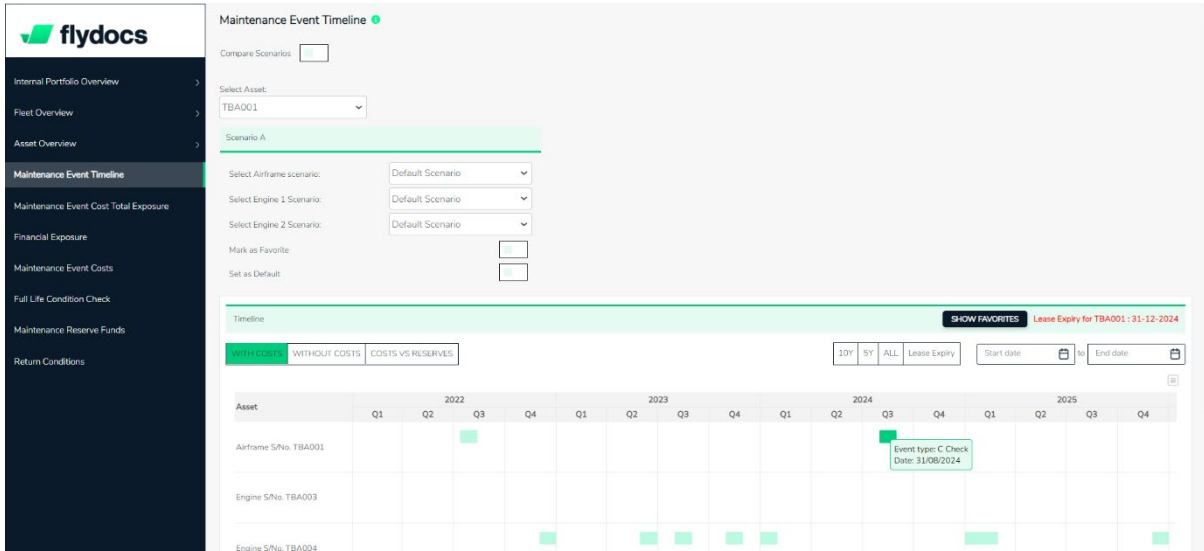 flydocs
Internal Portfolio Overview
Fleet Overview
Asset Overview
Maintenance Event Timeline
Maintenance Event Cost Total Exposure
Financial Exposure
Maintenance Event Costs
Full Life Condition Check
Maintenance Reserve Funds
Return Conditions
Maintenance Event Timeline
Compare Scenarios
Select Asset:
TBA001
Scenario A
Select Airframe scenario: Default Scenario
Select Engine 1 Scenario: Default Scenario
Select Engine 2 Scenario: Default Scenario
Mark as Favorite
Set as Default
Timeline SHOW FAVORITES Lease Expiry for TBA001 : 31-12-2024
WITH COSTS WITHOUT COSTS COSTS VS RESERVES 10Y 5Y ALL Lease Expiry Start date to End date
Asset 2022 2023 2024 2025
Q1 Q2 Q3 Q4 Q1 Q2 Q3 Q4 Q1 Q2 Q3 Q4 Q1 Q2 Q3 Q4
Airframe S/No. TBA001
Event type: C Check
Date: 31/08/2024
Engine S/No. TBA003
Engine S/No. TBA004